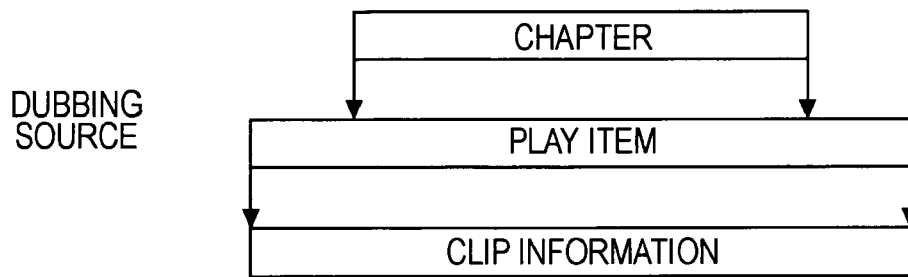 CHAPTER
DUBBING
SOURCE
PLAY ITEM
CLIP INFORMATION